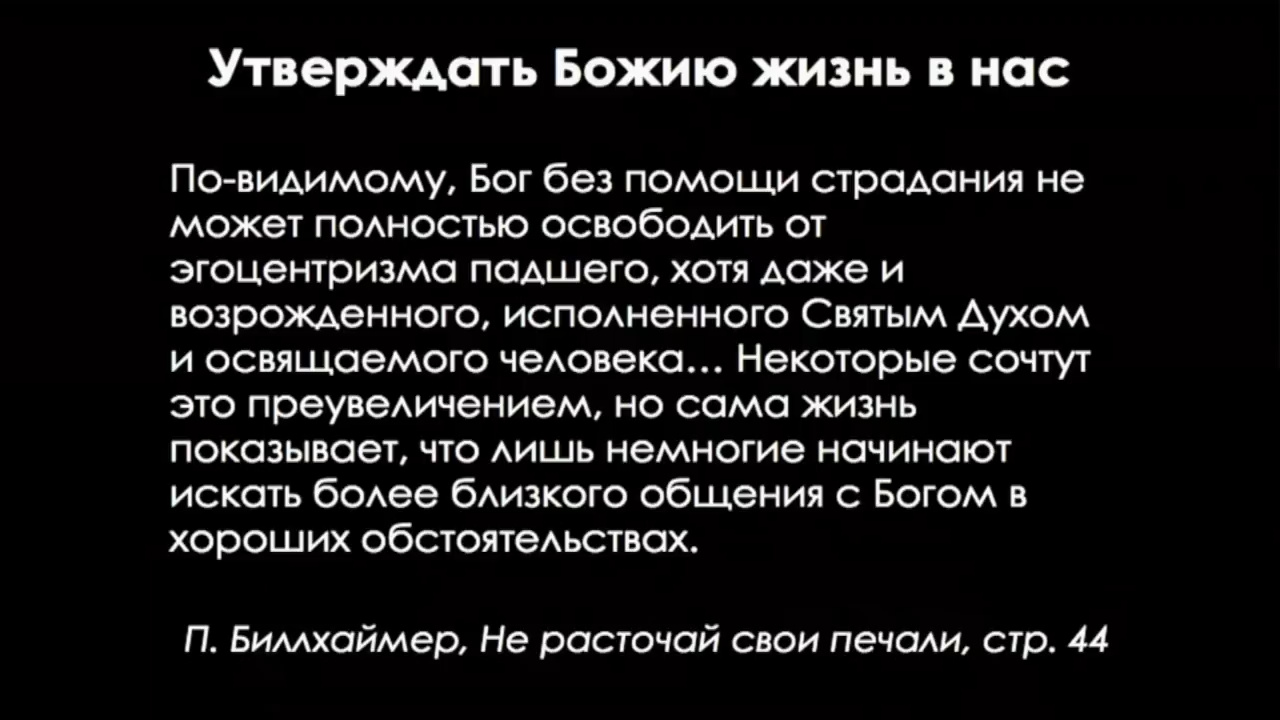 Утверждать Божию жизнь в нас
По-видимому, Бог без помощи страдания не
может полностью освободить от
эгоцентризма падшего, хотя даже и
возрожденного, исполненного Святым Духом
и освящаемого человека... Некоторые сочтут
это преувеличением, но сама жизнь
показывает, что лишь немногие начинают
искать более близкого общения с Богом в
хороших обстоятельствах.
П. Биллхаймер, Не расточай свои печали, стр. 44